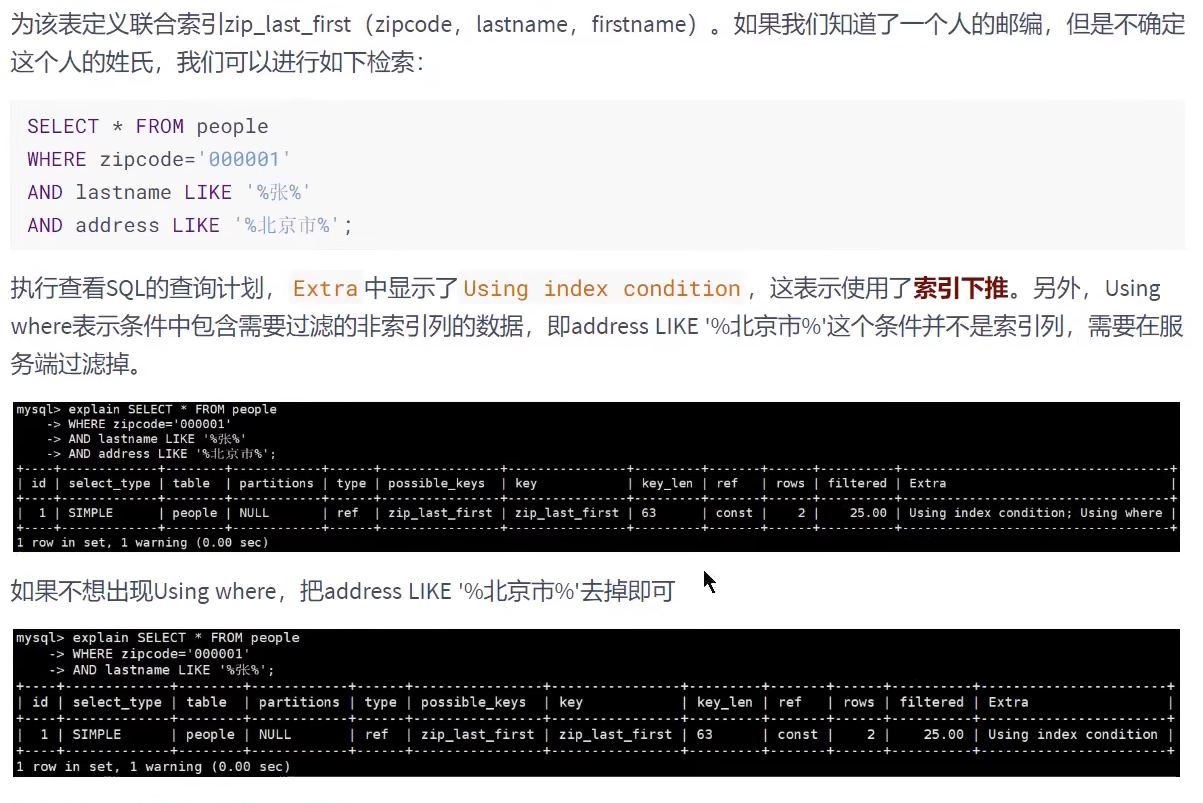 为该表定义联合索引zip_last_first（zipcode，lastname，firstname）。如果我们知道了一个人的邮编，但是不确定
这个人的姓氏，我们可以进行如下检索：
SELECT * FROM people
WHERE zipcode='000001'
AND lastname LIKE '%张%'
AND address LIKE '%北京市%';
执行查看SQL的查询计划，Extra中显示了Using index condition，这表示使用了索引下推。另外，Using
where表示条件中包含需要过滤的非索引列的数据，即address LIKE '%北京市%'这个条件并不是索引列，需要在服
务端过滤掉。
mysql> explain SELECT * FROM people
    -> WHERE zipcode='000001'
    -> AND lastname LIKE '%张%'
    -> AND address LIKE '%北京市%';
+----+-------------+--------+------------+------+----------------+----------------+---------+-------+------+----------+------------------------------------+
| id | select_type | table  | partitions | type | possible_keys  | key            | key_len | ref   | rows | filtered | Extra                              |
+----+-------------+--------+------------+------+----------------+----------------+---------+-------+------+----------+------------------------------------+
|  1 | SIMPLE      | people | NULL       | ref  | zip_last_first | zip_last_first | 63      | const |    2 |    25.00 | Using index condition; Using where |
+----+-------------+--------+------------+------+----------------+----------------+---------+-------+------+----------+------------------------------------+
1 row in set, 1 warning (0.00 sec)
如果不想出现Using where，把address LIKE '%北京市%'去掉即可
mysql> explain SELECT * FROM people
    -> WHERE zipcode='000001'
    -> AND lastname LIKE '%张%';
+----+-------------+--------+------------+------+----------------+----------------+---------+-------+------+----------+-----------------------+
| id | select_type | table  | partitions | type | possible_keys  | key            | key_len | ref   | rows | filtered | Extra                 |
+----+-------------+--------+------------+------+----------------+----------------+---------+-------+------+----------+-----------------------+
|  1 | SIMPLE      | people | NULL       | ref  | zip_last_first | zip_last_first | 63      | const |    2 |    25.00 | Using index condition |
+----+-------------+--------+------------+------+----------------+----------------+---------+-------+------+----------+-----------------------+
1 row in set, 1 warning (0.00 sec)